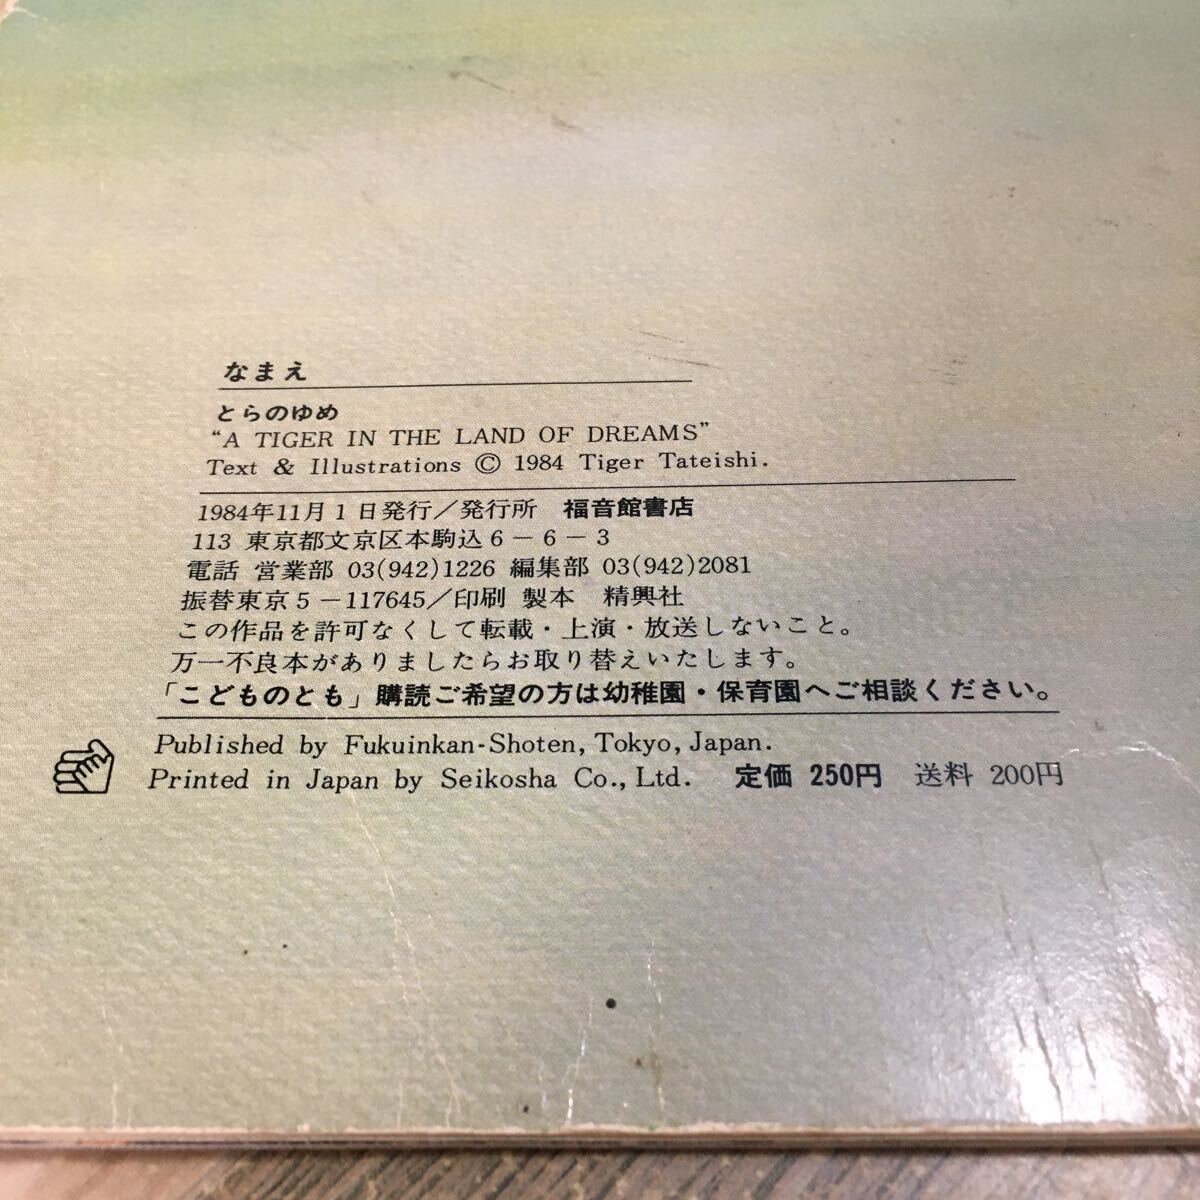 なまえ
とらのゆめ
“A TIGER IN THE LAND OF DREAMS”
Text & Illustrations © 1984 Tiger Tateishi.
1984年11月1日発行／発行所 福音館書店
113 東京都文京区本駒込6－6－3
電話 営業部 03(942)1226 編集部 03(942)2081
振替東京5－117645／印刷 製本 精興社
この作品を許可なくして転載・上演・放送しないこと。
万一不良本がありましたらお取り替えいたします。
「こどものとも」購読ご希望の方は幼稚園・保育園へご相談ください。
Published by Fukuinkan-Shoten, Tokyo, Japan.
Printed in Japan by Seikosha Co., Ltd. 定価 250円 送料 200円